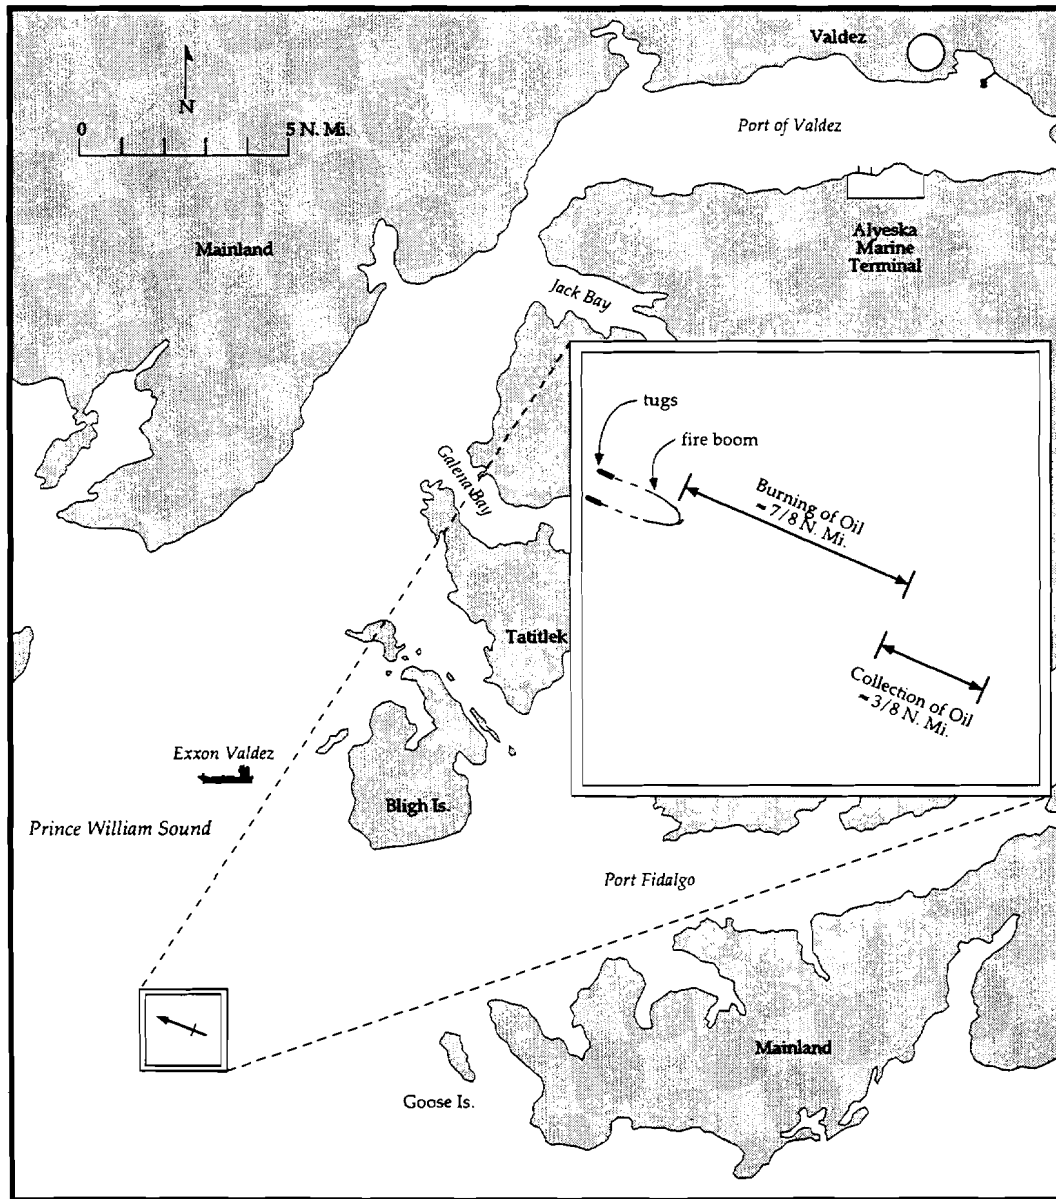 Valdez
N
0 5 N. Mi.
Port of Valdez
Mainland
Alyeska
Marine
Terminal
Jack Bay
tugs
fire boom
Galena Bay
Burning of Oil
≈ 7/8 N. Mi.
Tatitlek
Collection of Oil
≈ 3/8 N. Mi.
Exxon Valdez
Bligh Is.
Prince William Sound
Port Fidalgo
Mainland
Goose Is.